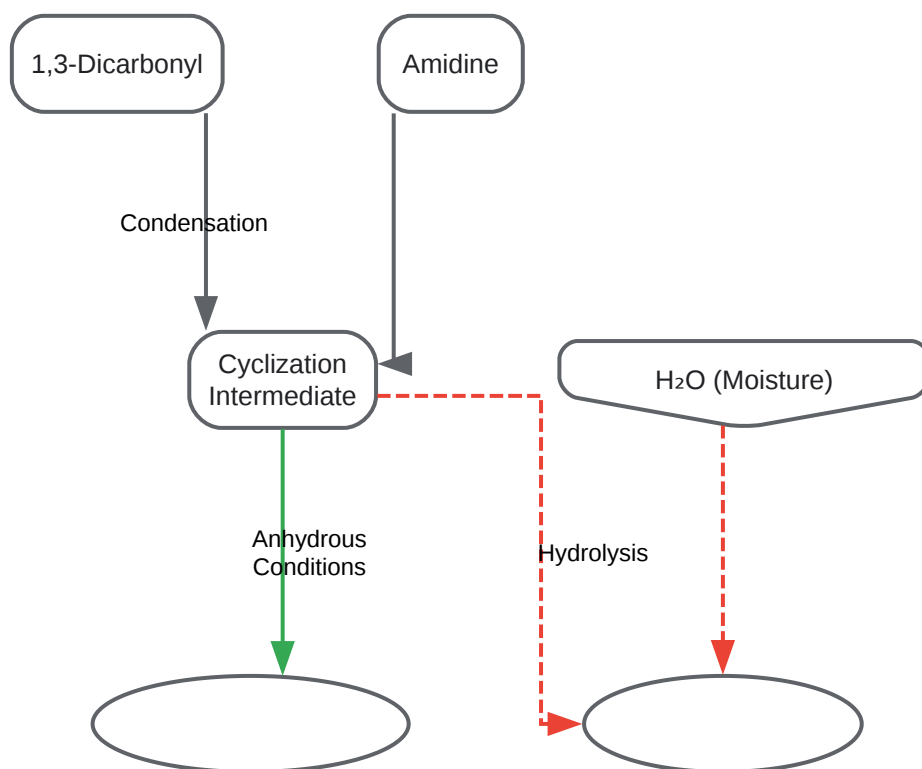 1,3-Dicarbonyl
Amidine
Condensation
Cyclization
Intermediate
H₂O (Moisture)
Anhydrous
Conditions
Hydrolysis